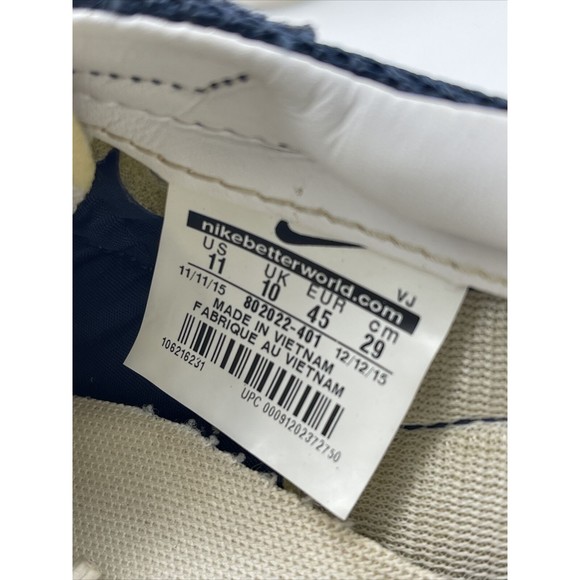 nikebetterworld.com
VJ
US UK EUR cm
11 10 45 29
11/11/15 802022-401 12/12/15
MADE IN VIETNAM
FABRIQUE AU VIETNAM
106216231
UPC 00091202372750